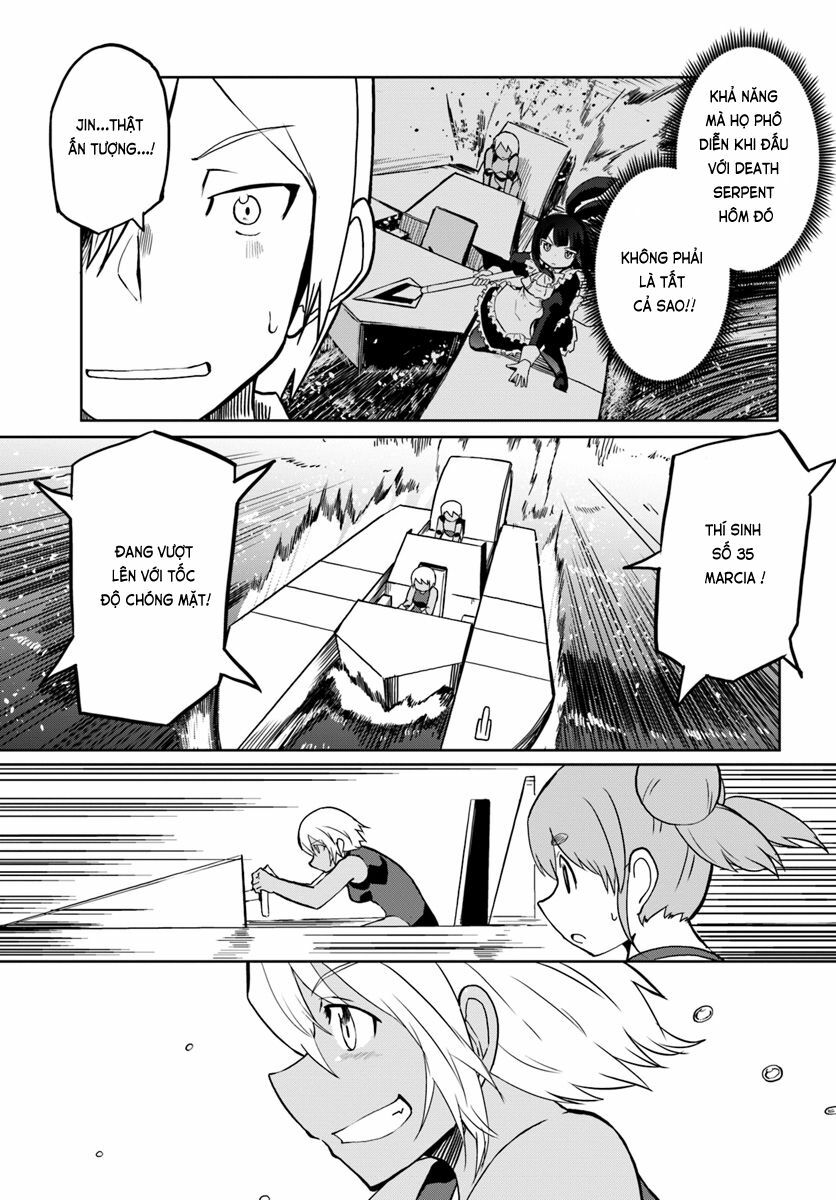 KHẢ NĂNG
MÀ HỌ PHÔ
DIỄN KHI ĐẤU
VỚI DEATH
SERPENT
HÔM ĐÓ
KHÔNG PHẢI
LÀ TẤT
CẢ SAO!!
JIN...THẬT
ẤN TƯỢNG...!
THÍ SINH
SỐ 35
MARCIA !
ĐANG VƯỢT
LÊN VỚI TỐC
ĐỘ CHÓNG MẶT!